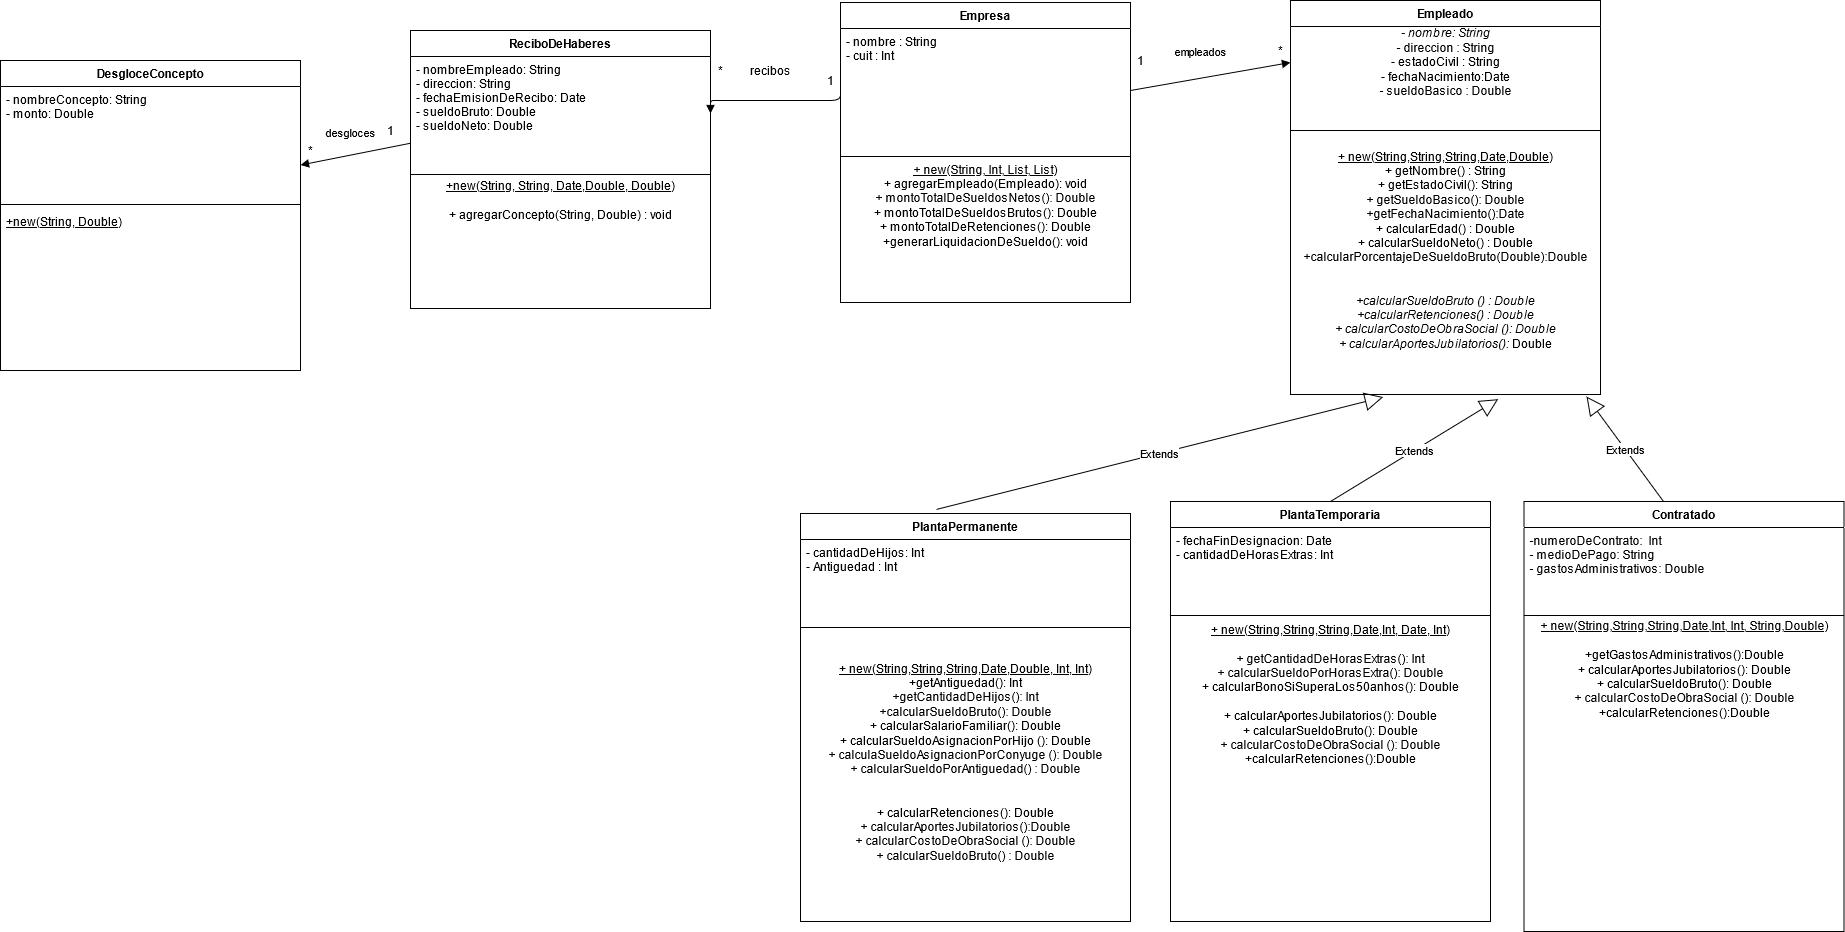 DesgloceConcepto
- nombreConcepto: String
- monto: Double
+new(String, Double)
desgloces
1
*
ReciboDeHaberes
- nombreEmpleado: String
- direccion: String
- fechaEmisionDeRecibo: Date
- sueldoBruto: Double
- sueldoNeto: Double
+new(String, String, Date,Double, Double)
+ agregarConcepto(String, Double) : void
*
recibos
1
Empresa
- nombre : String
- cuit : Int
+ new(String, Int, List, List)
+ agregarEmpleado(Empleado): void
+ montoTotalDeSueldosNetos(): Double
+ montoTotalDeSueldosBrutos(): Double
+ montoTotalDeRetenciones(): Double
+generarLiquidacionDeSueldo(): void
1
empleados
*
Empleado
- nombre: String
- direccion : String
- estadoCivil : String
- fechaNacimiento:Date
- sueldoBasico : Double
+ new(String,String,String,Date,Double)
+ getNombre() : String
+ getEstadoCivil(): String
+ getSueldoBasico(): Double
+getFechaNacimiento():Date
+ calcularEdad() : Double
+ calcularSueldoNeto() : Double
+calcularPorcentajeDeSueldoBruto(Double):Double
+calcularSueldoBruto () : Double
+calcularRetenciones() : Double
+ calcularCostoDeObraSocial (): Double
+ calcularAportesJubilatorios(): Double
Extends
Extends
Extends
PlantaPermanente
- cantidadDeHijos: Int
- Antiguedad : Int
+ new(String,String,String,Date,Double, Int, Int)
+getAntiguedad(): Int
+getCantidadDeHijos(): Int
+calcularSueldoBruto(): Double
+ calcularSalarioFamiliar(): Double
+ calcularSueldoAsignacionPorHijo (): Double
+ calculaSueldoAsignacionPorConyuge (): Double
+ calcularSueldoPorAntiguedad() : Double
+ calcularRetenciones(): Double
+ calcularAportesJubilatorios():Double
+ calcularCostoDeObraSocial (): Double
+ calcularSueldoBruto() : Double
PlantaTemporaria
- fechaFinDesignacion: Date
- cantidadDeHorasExtras: Int
+ new(String,String,String,Date,Int, Date, Int)
+ getCantidadDeHorasExtras(): Int
+ calcularSueldoPorHorasExtra(): Double
+ calcularBonoSiSuperaLos50anhos(): Double
+ calcularAportesJubilatorios(): Double
+ calcularSueldoBruto(): Double
+ calcularCostoDeObraSocial (): Double
+calcularRetenciones():Double
Contratado
-numeroDeContrato: Int
- medioDePago: String
- gastosAdministrativos: Double
+ new(String,String,String,Date,Int, Int, String,Double)
+getGastosAdministrativos():Double
+ calcularAportesJubilatorios(): Double
+ calcularSueldoBruto(): Double
+ calcularCostoDeObraSocial (): Double
+calcularRetenciones():Double